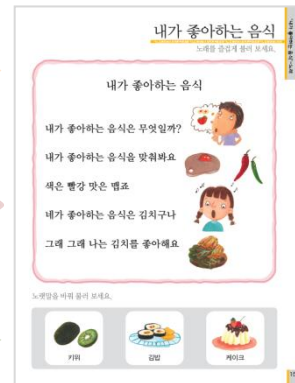 내가 좋아하는 음식
노래를 즐겁게 불러 보세요.
내가 좋아하는 음식
내가 좋아하는 음식은 무엇일까?
내가 좋아하는 음식을 맞춰봐요
색은 빨강 맛은 맵죠
네가 좋아하는 음식은 김치구나
그래 그래 나는 김치를 좋아해요
노랫말을 바꿔 불러 보세요.
키위
김밥
케이크